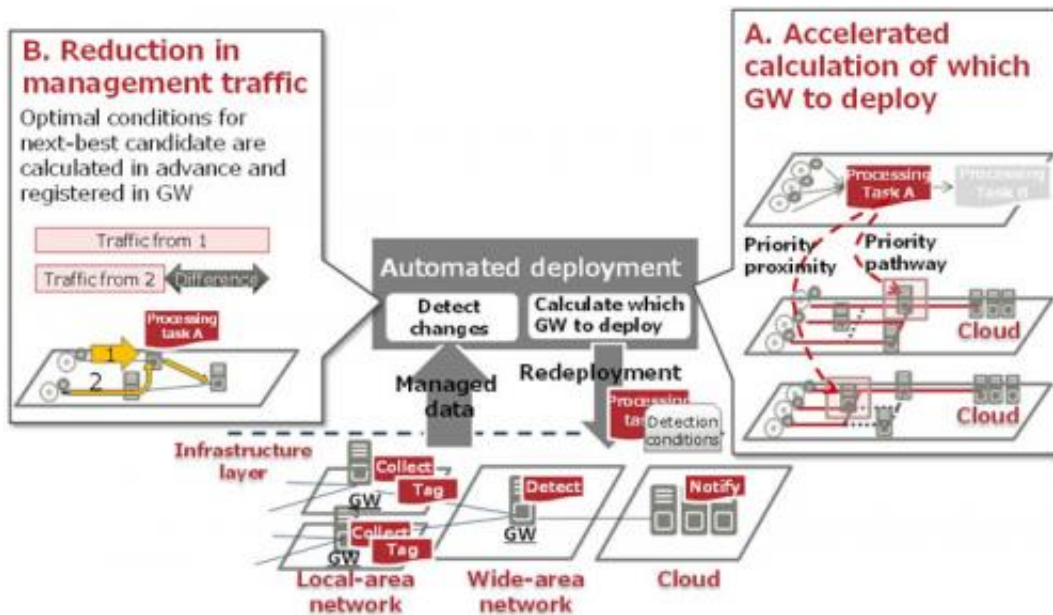 B. Reduction in
management traffic
Optimal conditions for
next-best candidate are
calculated in advance and
registered in GW
Traffic from 1
Traffic from 2
Difference
Processing
task A
1
2
A. Accelerated
calculation of which
GW to deploy
Processing
Task A
Processing
Task B
Priority
proximity
Priority
pathway
Cloud
Cloud
Automated deployment
Detect
changes
Calculate which
GW to deploy
Managed
data
Redeployment
Processing
task
Detection
conditions
Infrastructure
layer
Collect
Tag
GW
Collect
Tag
GW
Detect
GW
Notify
Local-area
network
Wide-area
network
Cloud